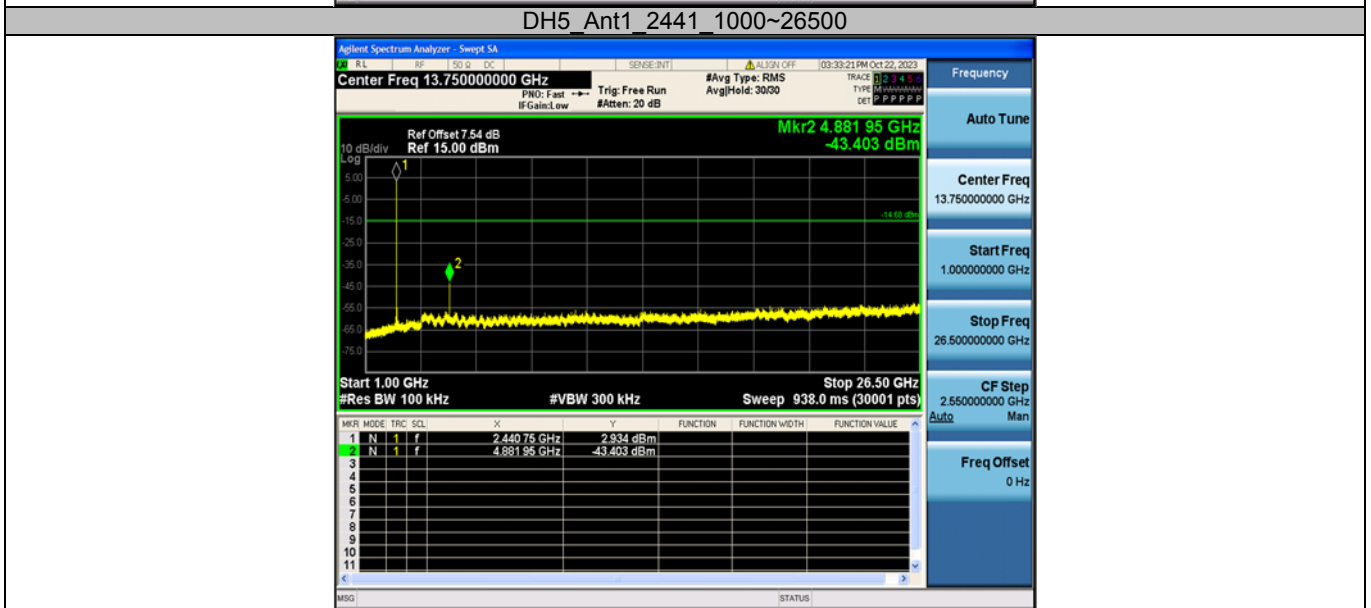 DH5_Ant1_2441_1000~26500
Agilent Spectrum Analyzer - Swept SA
RL RF 50 Ω DC SENSE:INT ALIGN OFF 03:33:21 PM Oct 22, 2023
Center Freq 13.750000000 GHz #Avg Type: RMS TRACE 1 2 3 4 5 6
PNO: Fast Trig: Free Run Avg|Hold: 30/30 TYPE M
IFGain:Low #Atten: 20 dB DET P P P P P P
Mkr2 4.881 95 GHz
Ref Offset 7.54 dB
10 dB/div Ref 15.00 dBm -43.403 dBm
Log
1
5.00
-5.00
-15.0
-14.68 dBm
-25.0
-35.0
2
-45.0
-55.0
-65.0
-75.0
Start 1.00 GHz Stop 26.50 GHz
#Res BW 100 kHz #VBW 300 kHz Sweep 938.0 ms (30001 pts)
MKR MODE TRC SCL X Y FUNCTION FUNCTION WIDTH FUNCTION VALUE
1 N 1 f 2.440 75 GHz 2.934 dBm
2 N 1 f 4.881 95 GHz -43.403 dBm
3
4
5
6
7
8
9
10
11
MSG STATUS
Frequency
Auto Tune
Center Freq
13.750000000 GHz
Start Freq
1.000000000 GHz
Stop Freq
26.500000000 GHz
CF Step
2.550000000 GHz
Auto Man
Freq Offset
0 Hz